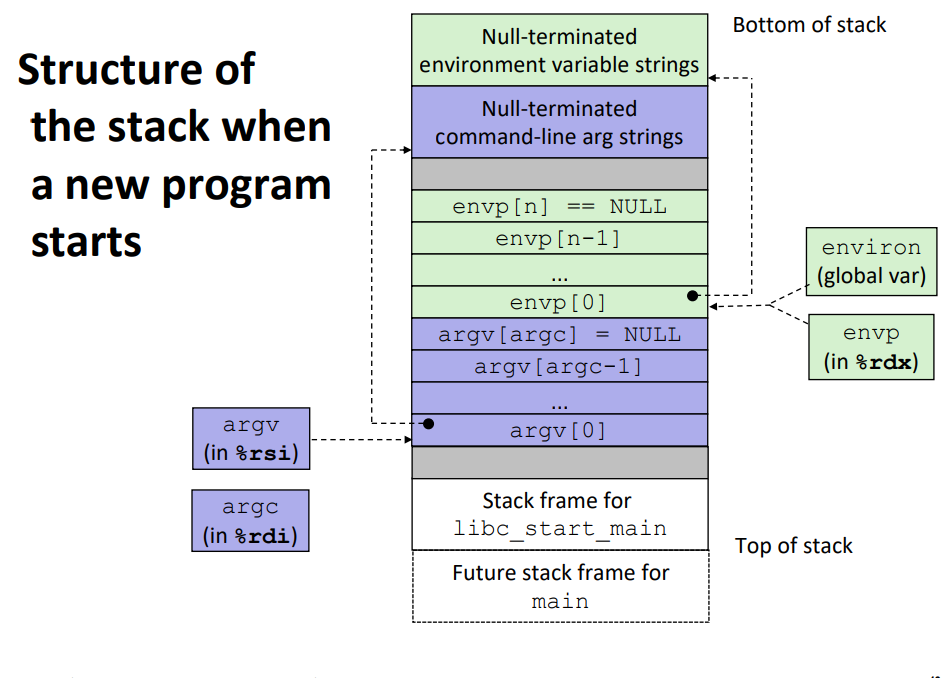 Structure of
the stack when
a new program
starts
Bottom of stack
Null-terminated
environment variable strings
Null-terminated
command-line arg strings
envp[n] == NULL
envp[n-1]
...
envp[0]
argv[argc] = NULL
argv[argc-1]
...
argv[0]
environ
(global var)
envp
(in %rdx)
argv
(in %rsi)
argc
(in %rdi)
Stack frame for
libc_start_main
Top of stack
Future stack frame for
main